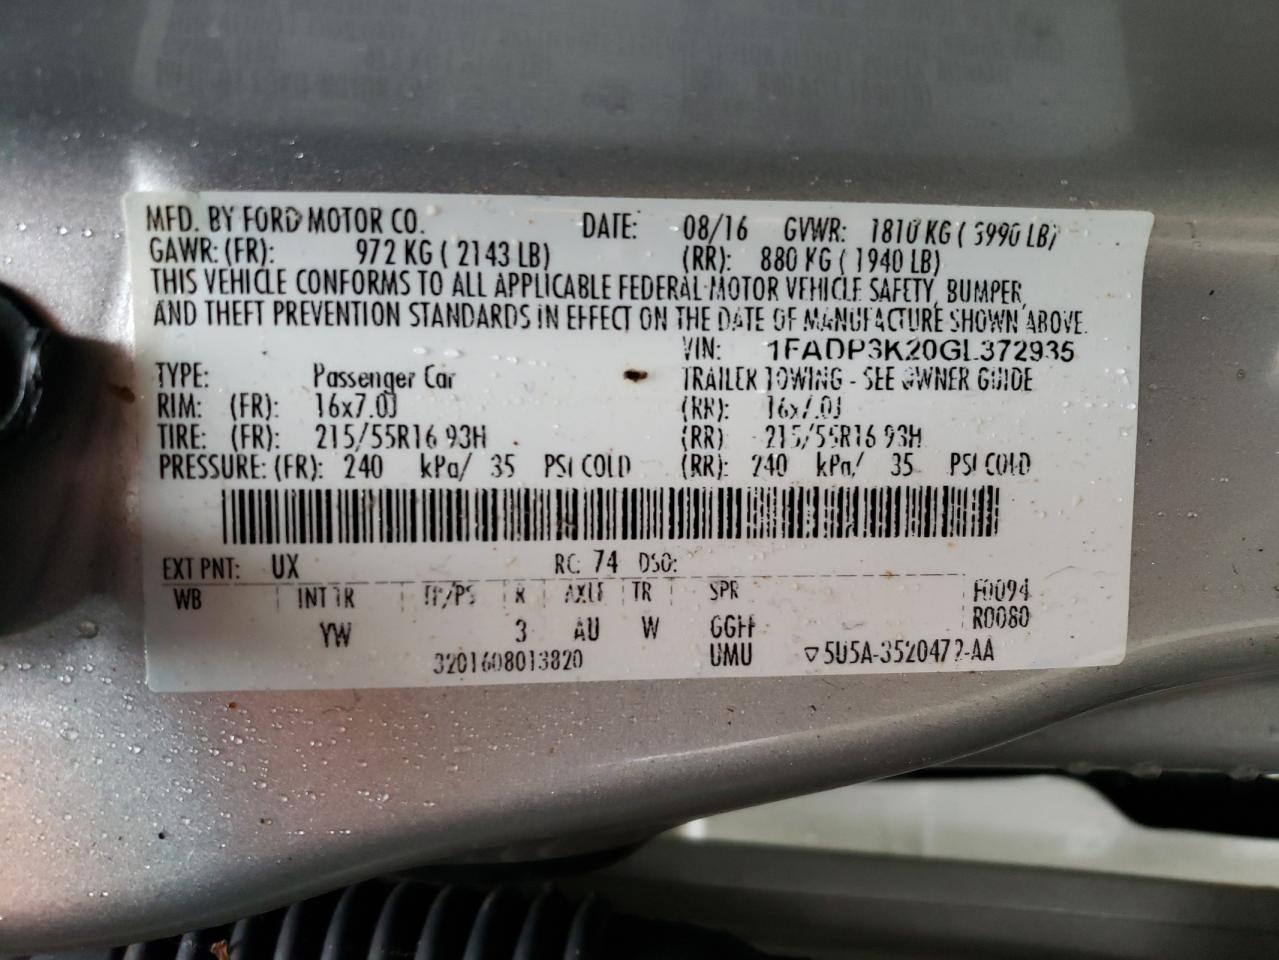 MFD. BY FORD MOTOR CO. DATE: 08/16 GVWR: 1810 KG ( 3990 LB)
GAWR: (FR): 972 KG ( 2143 LB) (RR): 880 KG ( 1940 LB)
THIS VEHICLE CONFORMS TO ALL APPLICABLE FEDERAL MOTOR VEHICLE SAFETY, BUMPER,
AND THEFT PREVENTION STANDARDS IN EFFECT ON THE DATE OF MANUFACTURE SHOWN ABOVE.
VIN: 1FADP3K20GL372935
TYPE: Passenger Car TRAILER TOWING - SEE OWNER GUIDE
RIM: (FR): 16x7.0J (RR): 16x7.0J
TIRE: (FR): 215/55R16 93H (RR): 215/55R16 93H
PRESSURE: (FR): 240 kPa/ 35 PSI COLD (RR): 240 kPa/ 35 PSI COLD
EXT PNT: UX RC: 74 DSO:
WB INT TR TP/PS R AXLE TR SPR F0094
R0080
YW 3 AU W GGFF
3201608013820 UMU ▽5U5A-3520472-AA